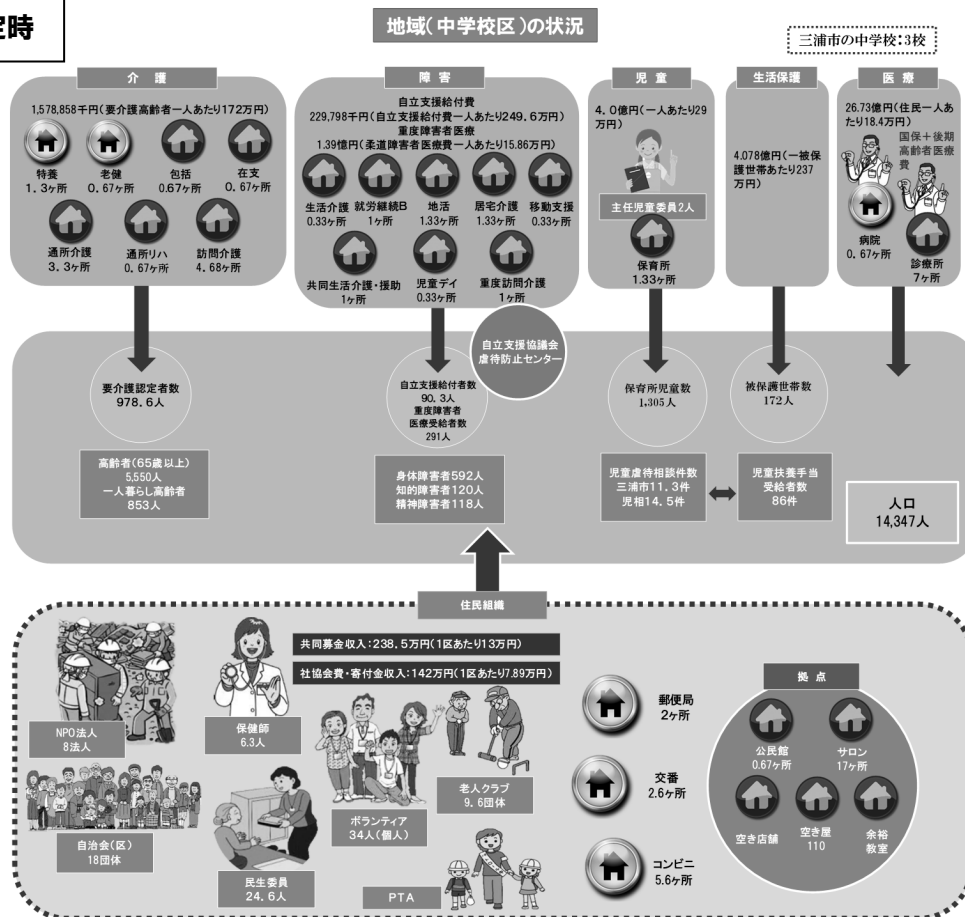 定時
地域(中学校区)の状況
三浦市の中学校:3校
介 護
1,578,858千円(要介護高齢者一人あたり172万円)
特養
1.3ヶ所
老健
0.67ヶ所
包括
0.67ヶ所
在支
0.67ヶ所
通所介護
3.3ヶ所
通所リハ
0.67ヶ所
訪問介護
4.68ヶ所
障 害
自立支援給付費
229,798千円(自立支援給付費一人あたり249.6万円)
重度障害者医療
1.39憶円(柔道障害者医療費一人あたり15.86万円)
生活介護
0.33ヶ所
就労継続B
1ヶ所
地活
1.33ヶ所
居宅介護
1.33ヶ所
移動支援
0.33ヶ所
共同生活介護・援助
1ヶ所
児童デイ
0.33ヶ所
重度訪問介護
1ヶ所
児 童
4.0億円(一人あたり29
万円)
主任児童委員2人
保育所
1.33ヶ所
生活保護
4.078億円(一被保
護世帯あたり237
万円)
医 療
26.73億円(住民一人あ
たり18.4万円)
国保+後期
高齢者医療
費
病院
0.67ヶ所
診療所
7ヶ所
自立支援協議会
虐待防止センター
要介護認定者数
978.6人
自立支援給付者数
90.3人
重度障害者
医療受給者数
291人
保育所児童数
1,305人
被保護世帯数
172人
高齢者(65歳以上)
5,550人
一人暮らし高齢者
853人
身体障害者592人
知的障害者120人
精神障害者118人
児童虐待相談件数
三浦市11.3件
児相14.5件
児童扶養手当
受給者数
86件
人口
14,347人
住民組織
共同募金収入:238.5万円(1区あたり13万円)
社協会費・寄付金収入:142万円(1区あたり7.89万円)
NPO法人
8法人
保健師
6.3人
自治会(区)
18団体
民生委員
24.6人
ボランティア
34人(個人)
老人クラブ
9.6団体
PTA
郵便局
2ヶ所
交番
2.6ヶ所
コンビニ
5.6ヶ所
拠 点
公民館
0.67ヶ所
サロン
17ヶ所
空き店舗
空き屋
110
余裕
教室